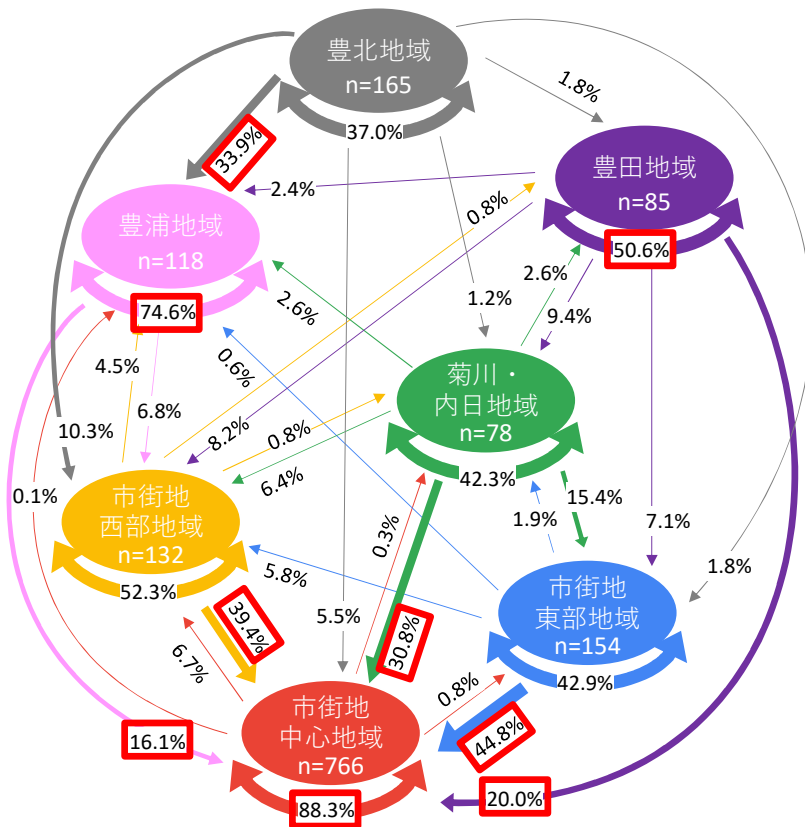 豊北地域
n=165
37.0%
1.8%
33.9%
豊田地域
n=85
50.6%
2.4%
豊浦地域
n=118
74.6%
0.8%
2.6%
2.6%
9.4%
1.2%
4.5%
6.8%
0.6%
菊川・
内日地域
n=78
42.3%
10.3%
8.2%
0.8%
6.4%
0.1%
市街地
西部地域
n=132
52.3%
15.4%
1.9%
7.1%
0.3%
5.8%
1.8%
市街地
東部地域
n=154
42.9%
39.4%
5.5%
30.8%
6.7%
0.8%
市街地
中心地域
n=766
88.3%
16.1%
44.8%
20.0%